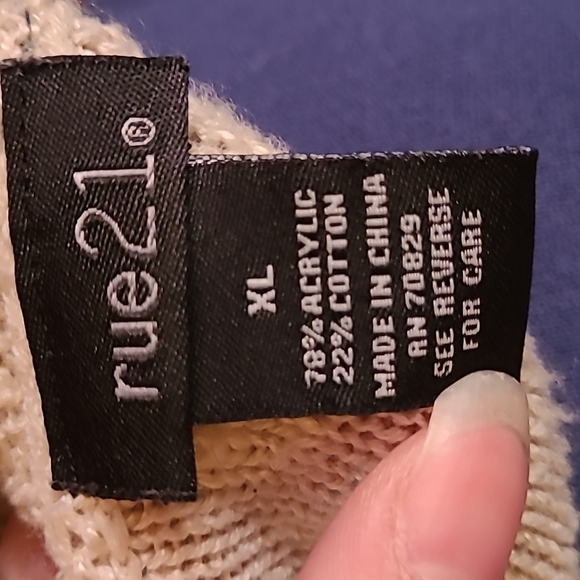 rue21®
XL
78% ACRYLIC
22% COTTON
MADE IN CHINA
RN 70829
SEE REVERSE
FOR CARE